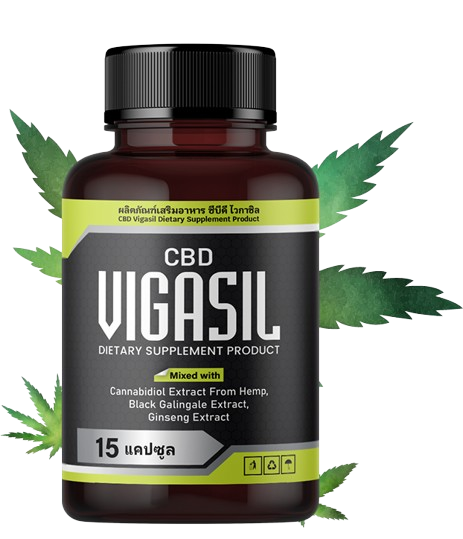 ผลิตภัณฑ์เสริมอาหาร ซีบีดี ไวกาซิล
CBD Vigasil Dietary Supplement Product
CBD
VIGASIL
DIETARY SUPPLEMENT PRODUCT
Mixed with
Cannabidiol Extract From Hemp,
Black Galingale Extract,
Ginseng Extract
15 แคปซูล